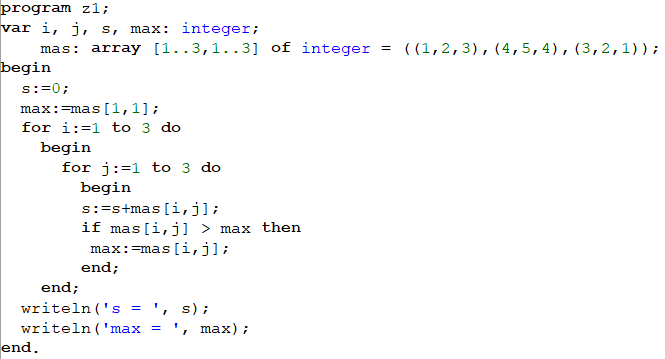 program z1;
var i, j, s, max: integer;
    mas: array [1..3,1..3] of integer = ((1,2,3),(4,5,4),(3,2,1));
begin
  s:=0;
  max:=mas[1,1];
  for i:=1 to 3 do
    begin
      for j:=1 to 3 do
        begin
        s:=s+mas[i,j];
        if mas[i,j] > max then
         max:=mas[i,j];
        end;
    end;
  writeln('s = ', s);
  writeln('max = ', max);
end.